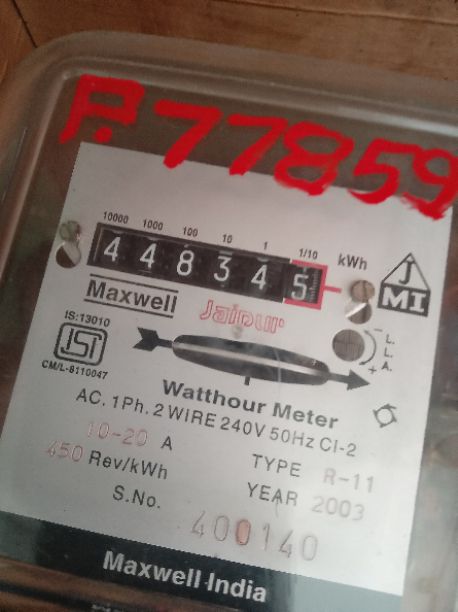 P.77859
10000 1000 100 10 1 1/10
4 4 8 3 4 5 kWh
J
MI
Maxwell Jaipur
IS:13010
ISI
CM/L-8110047
- L.
L.
+ A.
Watthour Meter
AC. 1Ph. 2 WIRE 240V 50Hz Cl-2
10-20 A
450 Rev/kWh
TYPE R-11
S.No.
YEAR 2003
400140
Maxwell India